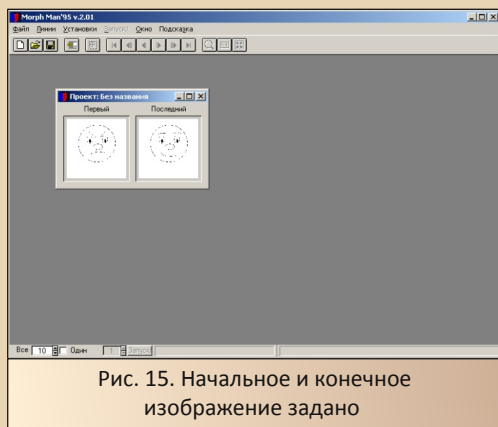 Morph Man'95 v.2.01
Файл Линии Установки Запуск! Окно Подсказка
Проект: Без названия
Первый Последний
Все 10 Один 1 Запуск!
Рис. 15. Начальное и конечное
изображение задано